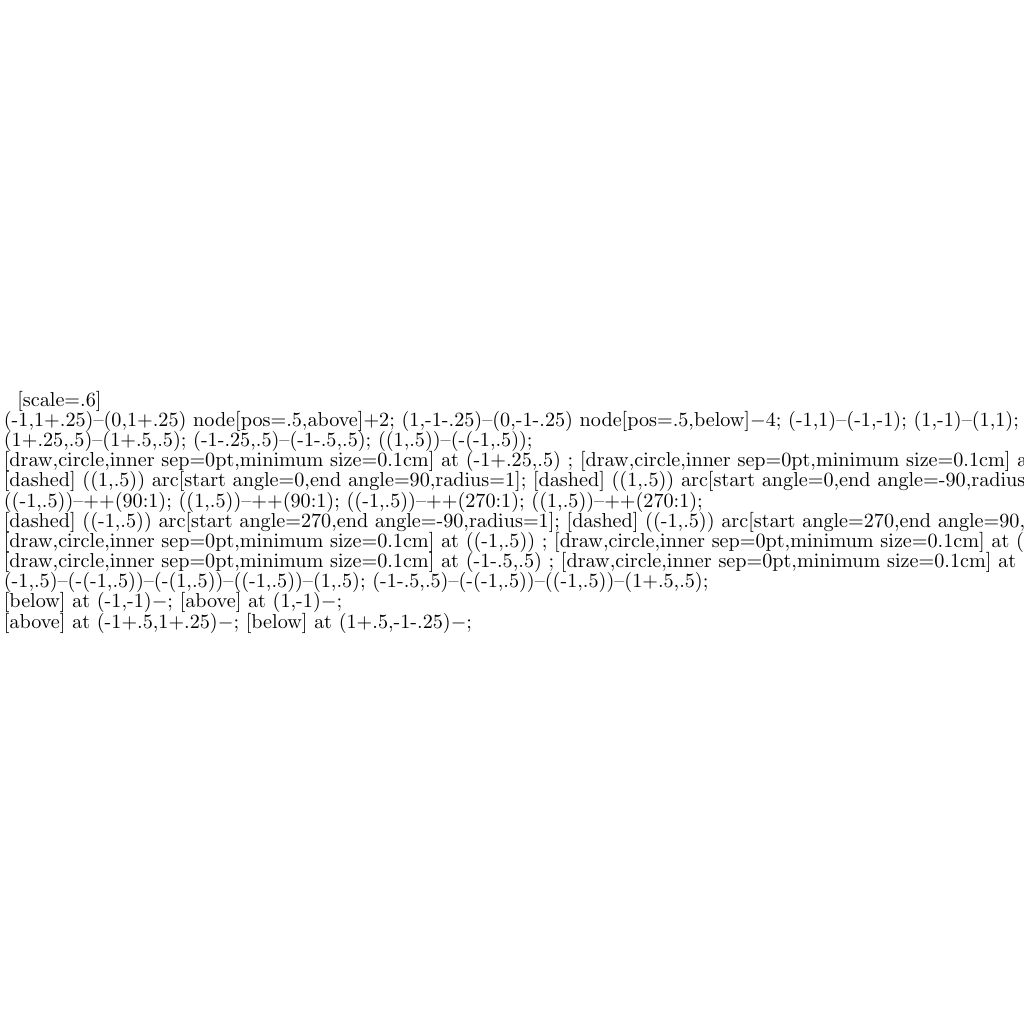 [scale=.6]
(-1,1+.25)–(0,1+.25) node[pos=.5,above]+2; (1,-1-.25)–(0,-1-.25) node[pos=.5,below]−4; (-1,1)–(-1,-1); (1,-1)–(1,1);
(1+.25,.5)–(1+.5,.5); (-1-.25,.5)–(-1-.5,.5); ((1,.5))–(-(-1,.5));
[draw,circle,inner sep=0pt,minimum size=0.1cm] at (-1+.25,.5) ; [draw,circle,inner sep=0pt,minimum size=0.1cm] a
[dashed] ((1,.5)) arc[start angle=0,end angle=90,radius=1]; [dashed] ((1,.5)) arc[start angle=0,end angle=-90,radius
((-1,.5))–++(90:1); ((1,.5))–++(90:1); ((-1,.5))–++(270:1); ((1,.5))–++(270:1);
[dashed] ((-1,.5)) arc[start angle=270,end angle=-90,radius=1]; [dashed] ((-1,.5)) arc[start angle=270,end angle=90,
[draw,circle,inner sep=0pt,minimum size=0.1cm] at ((-1,.5)) ; [draw,circle,inner sep=0pt,minimum size=0.1cm] at (
[draw,circle,inner sep=0pt,minimum size=0.1cm] at (-1-.5,.5) ; [draw,circle,inner sep=0pt,minimum size=0.1cm] at
(-1,.5)–(-(-1,.5))–(-(1,.5))–((-1,.5))–(1,.5); (-1-.5,.5)–(-(-1,.5))–((-1,.5))–(1+.5,.5);
[below] at (-1,-1)−; [above] at (1,-1)−;
[above] at (-1+.5,1+.25)−; [below] at (1+.5,-1-.25)−;